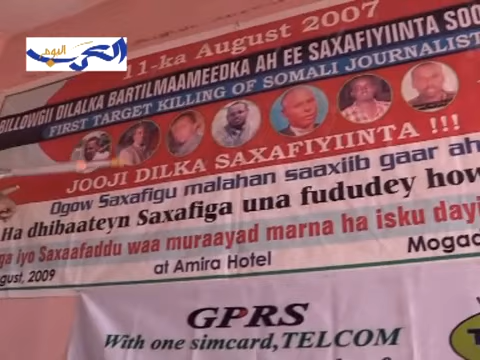 العرب اليوم
11-ka August 2007
BILLOWGII DILALKA BARTILMAAMEEDKA AH EE SAXAFIYIINTA SOO
FIRST TARGET KILLING OF SOMALI JOURNALIST
JOOJI DILKA SAXAFIYIINTA !!!
Ogow Saxafigu malahan saaxiib gaar ah
Ha dhibaateyn Saxafiga una fududey how
ga iyo Saxaafaddu waa muraayad marna ha isku dayi
ugust, 2009
at Amira Hotel
Mogad
GPRS
With one simcard, TELCOM